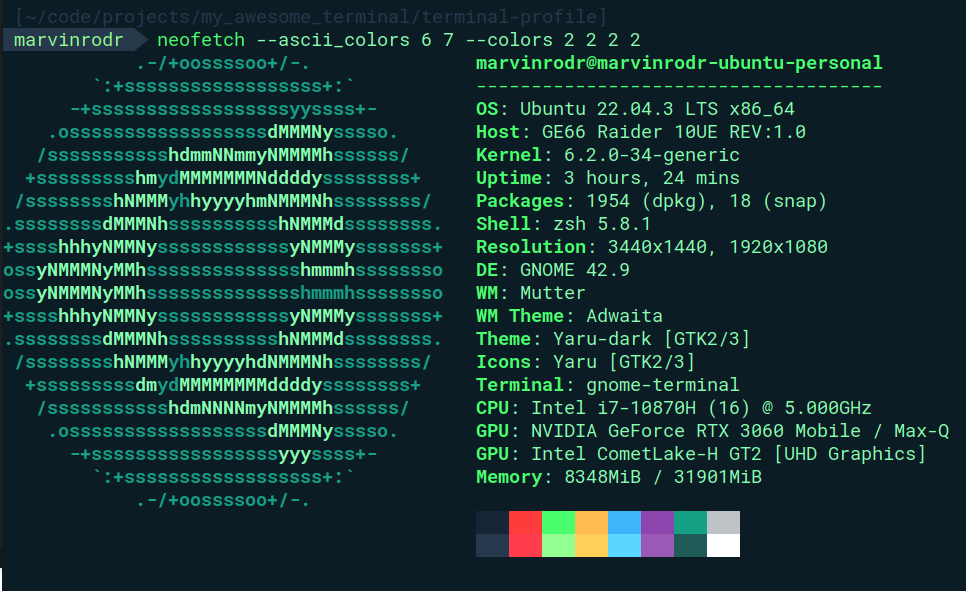 [~/code/projects/my_awesome_terminal/terminal-profile]
marvinrodr neofetch --ascii_colors 6 7 --colors 2 2 2 2
            .-/+oossssoo+/-.               marvinrodr@marvinrodr-ubuntu-personal
        `:+ssssssssssssssssss+:`           -------------------------------------
      -+ssssssssssssssssssyyssss+-         OS: Ubuntu 22.04.3 LTS x86_64
    .ossssssssssssssssssdMMMNysssso.       Host: GE66 Raider 10UE REV:1.0
   /ssssssssssshdmmNNmmyNMMMMhssssss/      Kernel: 6.2.0-34-generic
  +ssssssssshmydMMMMMMMNddddyssssssss+     Uptime: 3 hours, 24 mins
 /sssssssshNMMMyhhyyyyhmNMMMNhssssssss/    Packages: 1954 (dpkg), 18 (snap)
.ssssssssdMMMNhsssssssssshNMMMdssssssss.   Shell: zsh 5.8.1
+sssshhhyNMMNyssssssssssssyNMMMysssssss+   Resolution: 3440x1440, 1920x1080
ossyNMMMNyMMhsssssssssssssshmmmhssssssso   DE: GNOME 42.9
ossyNMMMNyMMhsssssssssssssshmmmhssssssso   WM: Mutter
+sssshhhyNMMNyssssssssssssyNMMMysssssss+   WM Theme: Adwaita
.ssssssssdMMMNhsssssssssshNMMMdssssssss.   Theme: Yaru-dark [GTK2/3]
 /sssssssshNMMMyhhyyyyhdNMMMNhssssssss/    Icons: Yaru [GTK2/3]
  +sssssssssdmydMMMMMMMMddddyssssssss+     Terminal: gnome-terminal
   /ssssssssssshdmNNNNmyNMMMMhssssss/      CPU: Intel i7-10870H (16) @ 5.000GHz
    .ossssssssssssssssssdMMMNysssso.       GPU: NVIDIA GeForce RTX 3060 Mobile / Max-Q
      -+sssssssssssssssssyyyssss+-         GPU: Intel CometLake-H GT2 [UHD Graphics]
        `:+ssssssssssssssssss+:`           Memory: 8348MiB / 31901MiB
            .-/+oossssoo+/-.